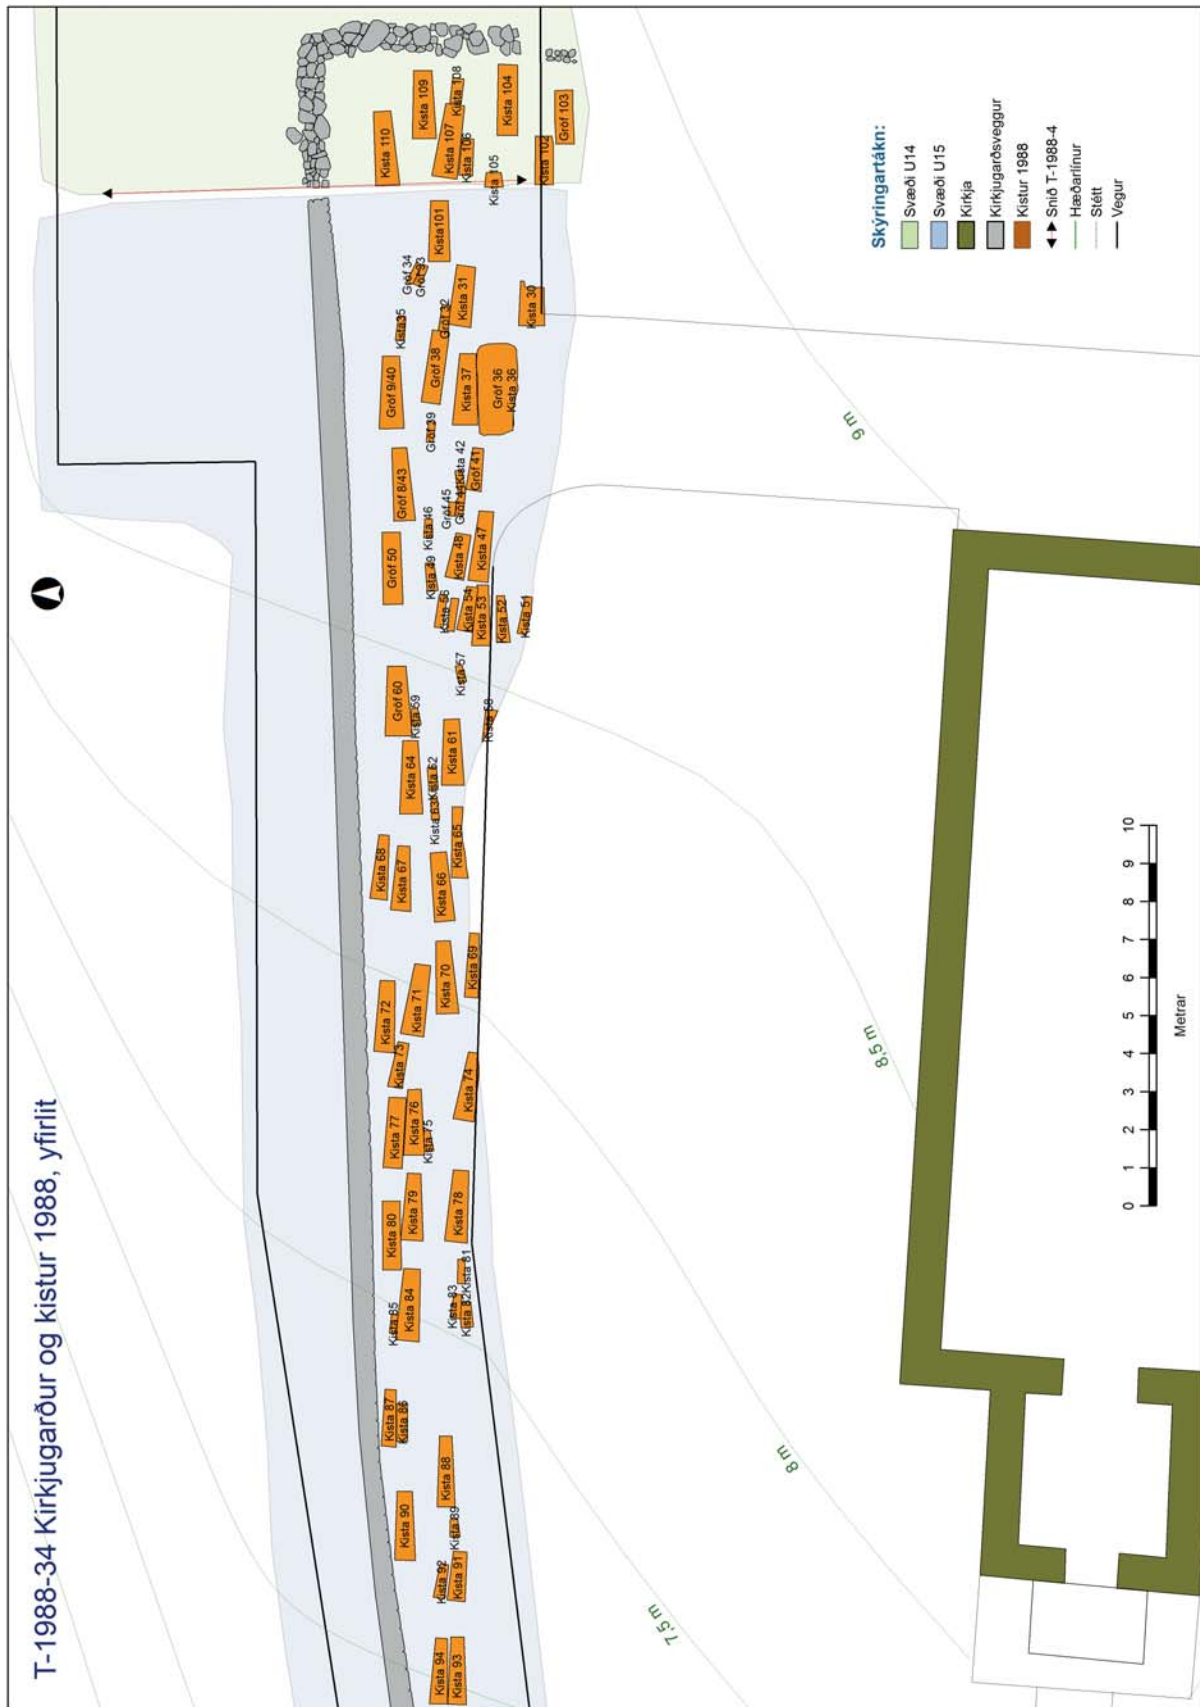 T-1988-34 Kirkjugarður og kistur 1988, yfirlit
Kista 94
Kista 93
Kista 92
Kista 91
Kista 90
Kista 89
Kista 88
Kista 87
Kista 86
Kista 85
Kista 84
Kista 83
Kista 82
Kista 81
Kista 80
Kista 79
Kista 78
Kista 77
Kista 76
Kista 75
Kista 74
Kista 73
Kista 72
Kista 71
Kista 70
Kista 69
Kista 68
Kista 67
Kista 66
Kista 65
Kista 64
Kista 63
Kista 62
Kista 61
Gröf 60
Kista 59
Kista 58
Kista 57
Kista 56
Kista 54
Kista 53
Kista 52
Kista 51
Gröf 50
Kista 49
Kista 48
Kista 47
Kista 46
Gröf 45
Gröf 44
Gröf 8/43
Kista 42
Gröf 41
Gröf 9/40
Gröf 39
Gröf 38
Kista 37
Gröf 36
Kista 36
Kista35
Gröf 34
Gröf 33
Gröf 32
Kista 31
Kista 30
Kista101
Kista 102
Gröf 103
Kista 104
Kista 105
Kista 106
Kista 107
Kista 108
Kista 109
Kista 110
7,5 m
8 m
8,5 m
9 m
0 1 2 3 4 5 6 7 8 9 10
Metrar
Skýringartákn:
Svæði U14
Svæði U15
Kirkja
Kirkjugarðsveggur
Kistur 1988
Snið T-1988-4
Hæðarlínur
Stétt
Vegur